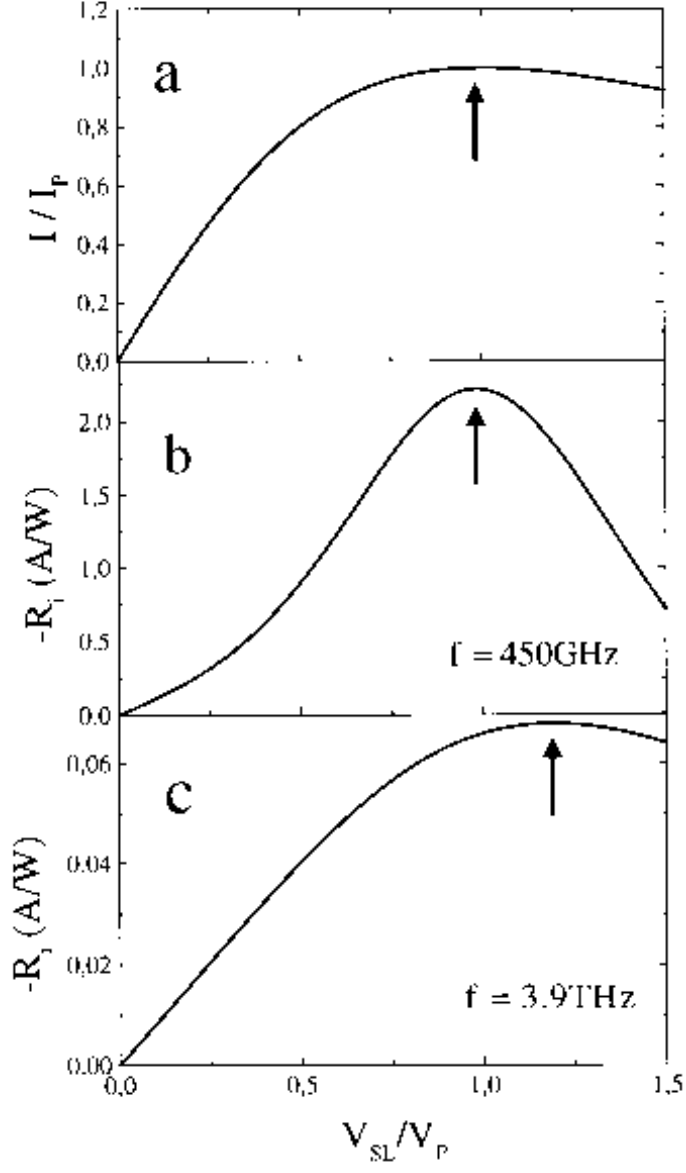 1,2
a
1.0
0,8
0,6
0,4
0,2
0.0
I / I_P
b
2.0
1.5
1.0
0.5
0.0
-R_i (A/W)
f = 450GHz
c
0,06
0.04
0,02
0.00
-R_i (A/W)
f = 3.9THz
0,0 0,5 1,0 1,5
V_SL/V_P